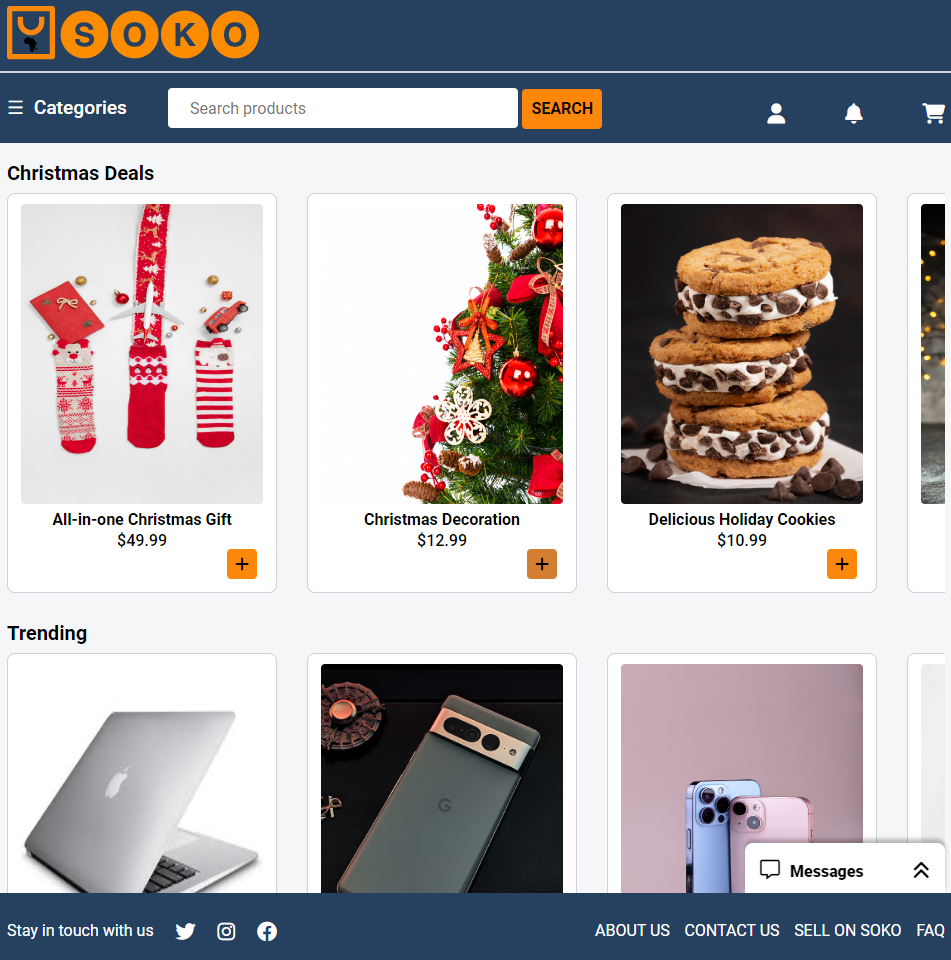 SOKO
☰ Categories
Search products
SEARCH
Christmas Deals
All-in-one Christmas Gift
$49.99
+
Christmas Decoration
$12.99
+
Delicious Holiday Cookies
$10.99
+
Trending
G
Messages
Stay in touch with us
ABOUT US CONTACT US SELL ON SOKO FAQ